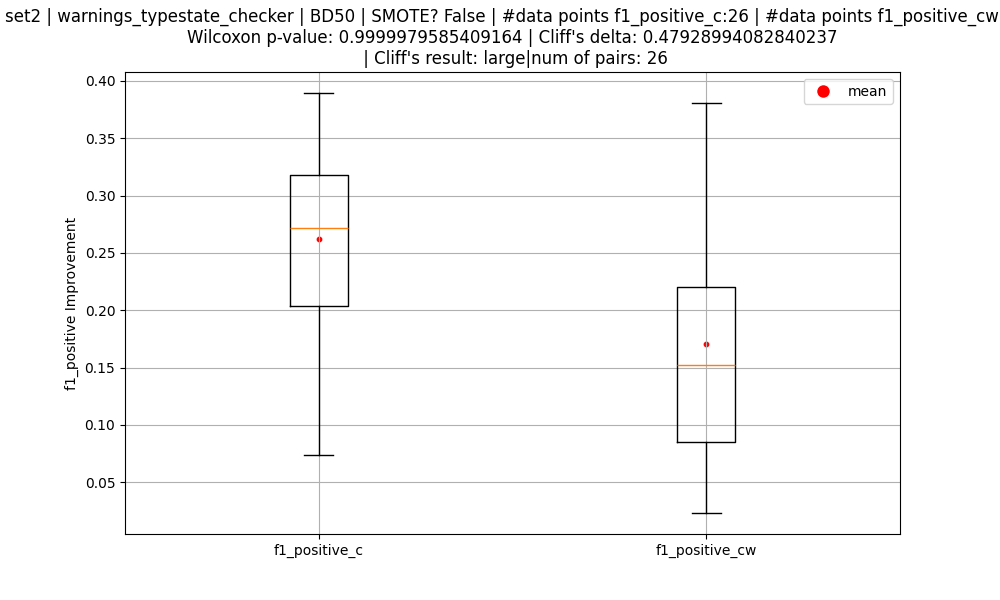 set2 | warnings_typestate_checker | BD50 | SMOTE? False | #data points f1_positive_c:26 | #data points f1_positive_cw
Wilcoxon p-value: 0.9999979585409164 | Cliff's delta: 0.47928994082840237
| Cliff's result: large|num of pairs: 26
mean
0.40
0.35
0.30
0.25
0.20
0.15
0.10
0.05
f1_positive Improvement
f1_positive_c
f1_positive_cw